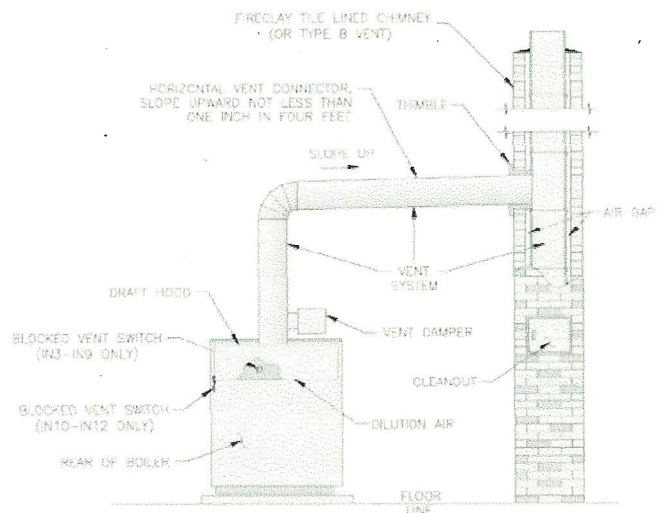 FIRECLAY TILE LINED CHIMNEY
(OR TYPE B VENT)
HORIZONTAL VENT CONNECTOR,
SLOPE UPWARD NOT LESS THAN
ONE INCH IN FOUR FEET
THIMBLE
SLOPE UP
AIR GAP
VENT
SYSTEM
DRAFT HOOD
BLOCKED VENT SWITCH
(IN3-IN9 ONLY)
VENT DAMPER
CLEANOUT
BLOCKED VENT SWITCH
(IN10-IN12 ONLY)
DILUTION AIR
REAR OF BOILER
FLOOR
LINE